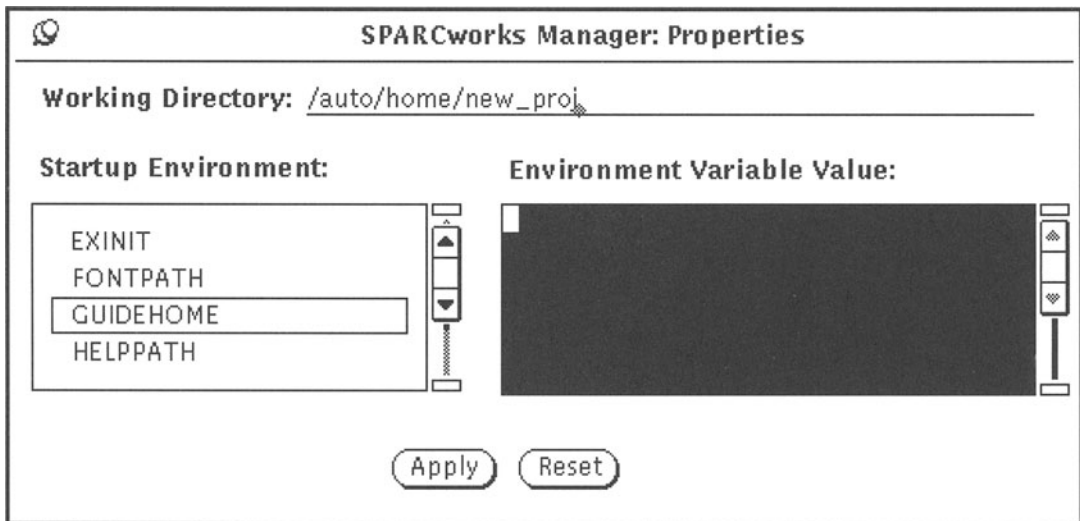 SPARCworks Manager: Properties
Working Directory: /auto/home/new_proj
Startup Environment:
Environment Variable Value:
EXINIT
FONTPATH
GUIDEHOME
HELPPATH
Apply
Reset